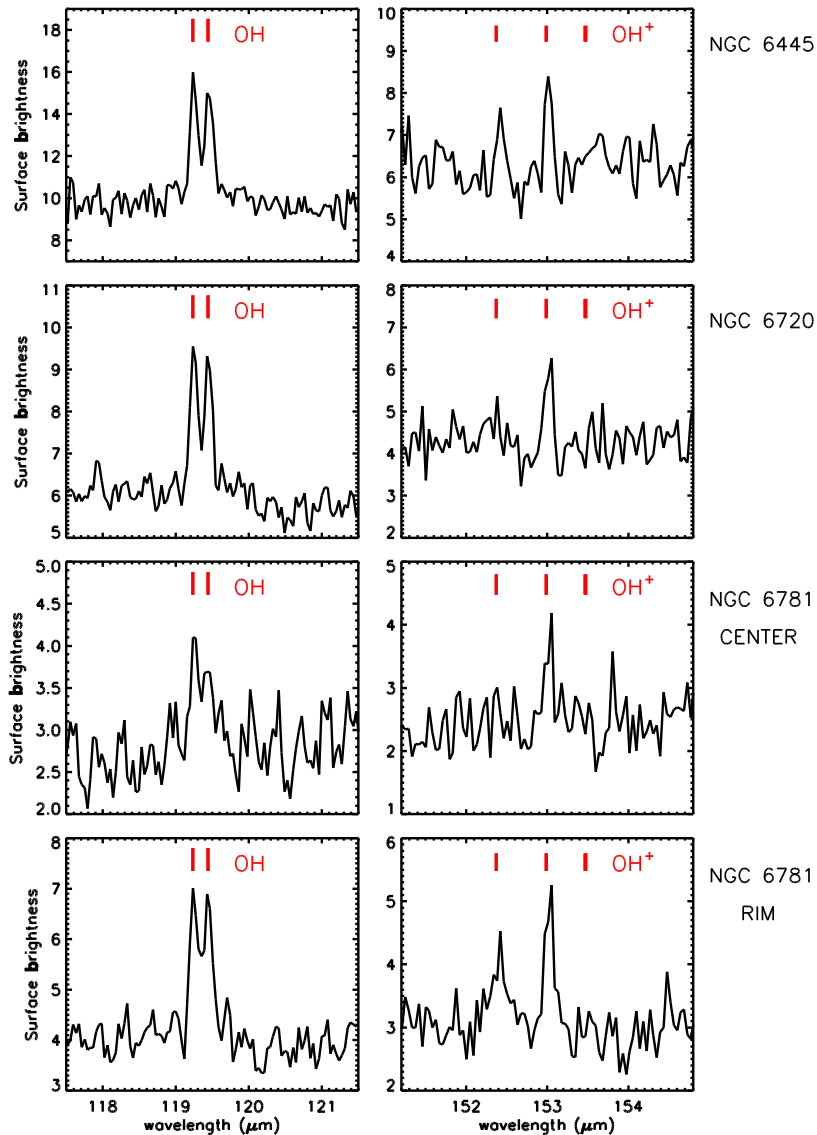 18
16
14
12
10
8
Surface brightness
OH
10
9
8
7
6
5
4
OH+
NGC 6445
11
10
9
8
7
6
5
Surface brightness
OH
8
7
6
5
4
3
2
OH+
NGC 6720
5.0
4.5
4.0
3.5
3.0
2.5
2.0
Surface brightness
OH
5
4
3
2
1
OH+
NGC 6781
CENTER
8
7
6
5
4
3
Surface brightness
OH
118
119
120
121
wavelength (μm)
6
5
4
3
2
OH+
152
153
154
wavelength (μm)
NGC 6781
RIM